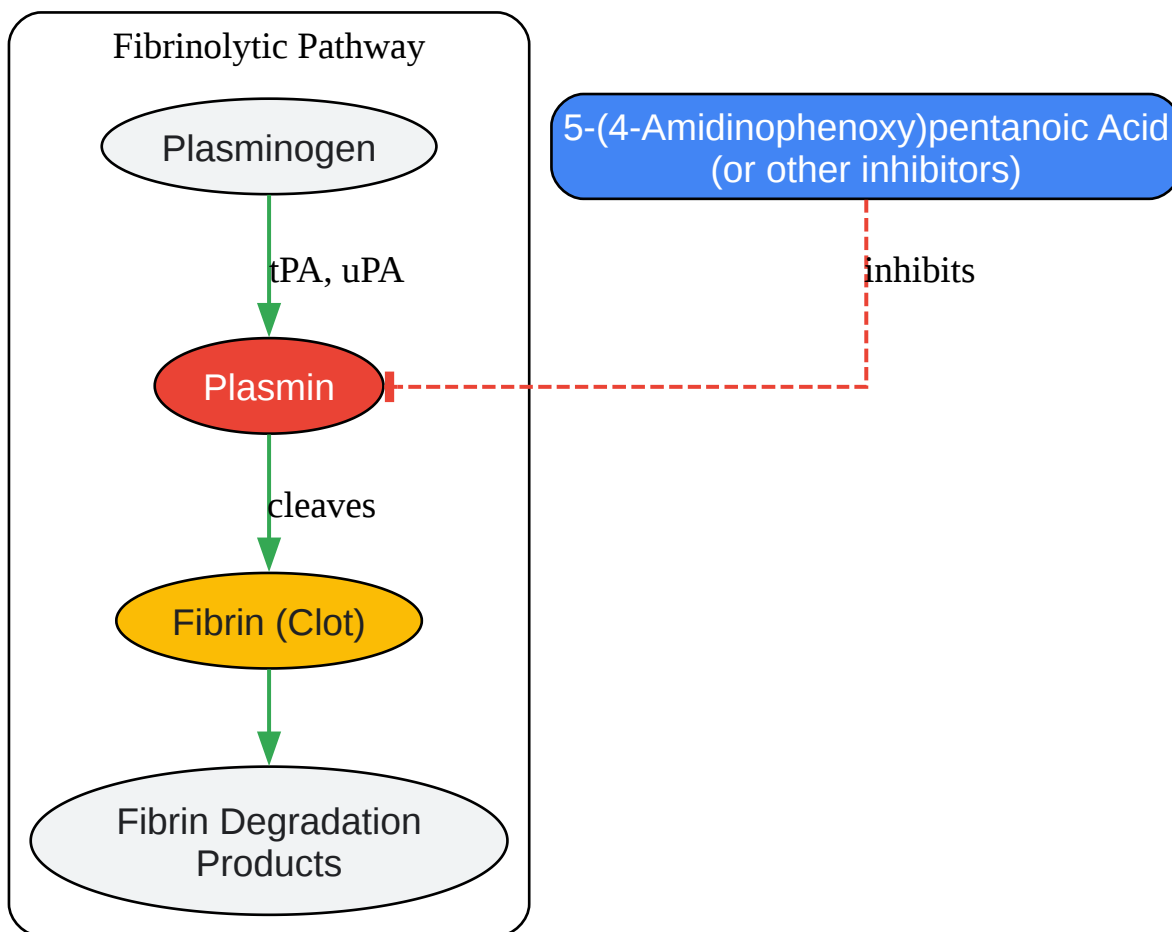 Fibrinolytic Pathway
Plasminogen
5-(4-Amidinophenoxy)pentanoic Acid
(or other inhibitors)
tPA, uPA
inhibits
Plasmin
cleaves
Fibrin (Clot)
Fibrin Degradation
Products